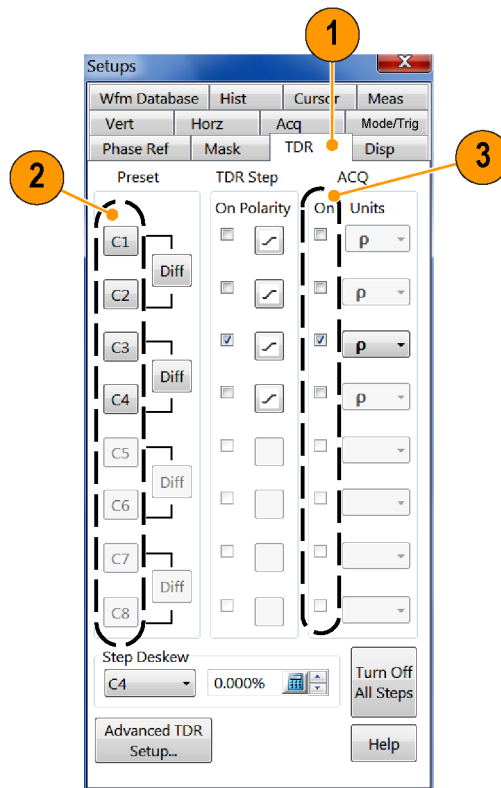 1
Setups X
Wfm Database Hist Cursor Meas
Vert Horz Acq Mode/Trig
Phase Ref Mask TDR Disp
2 3
Preset TDR Step ACQ
On Polarity On Units
C1 ρ
Diff
C2 ρ
C3 ρ
Diff
C4 ρ
C5
Diff
C6
C7
Diff
C8
Step Deskew
C4 0.000% Turn Off
All Steps
Advanced TDR
Setup... Help